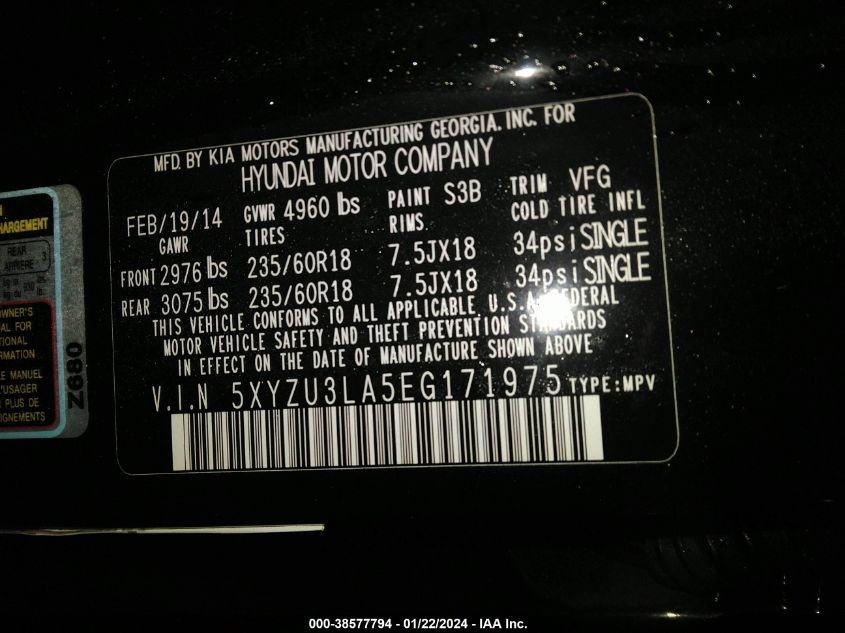 MFD. BY KIA MOTORS MANUFACTURING GEORGIA. INC. FOR
HYUNDAI MOTOR COMPANY
FEB/19/14 GVWR 4960 lbs PAINT S3B TRIM VFG
GAWR TIRES RIMS COLD TIRE INFL
FRONT 2976 lbs 235/60R18 7.5JX18 34psi SINGLE
REAR 3075 lbs 235/60R18 7.5JX18 34psi SINGLE
THIS VEHICLE CONFORMS TO ALL APPLICABLE U.S.A. FEDERAL
MOTOR VEHICLE SAFETY AND THEFT PREVENTION STANDARDS
IN EFFECT ON THE DATE OF MANUFACTURE SHOWN ABOVE
V.I.N 5XYZU3LA5EG171975 TYPE:MPV
REAR
ARRIÈRE 3
Z680
000-38577794 - 01/22/2024 - IAA Inc.